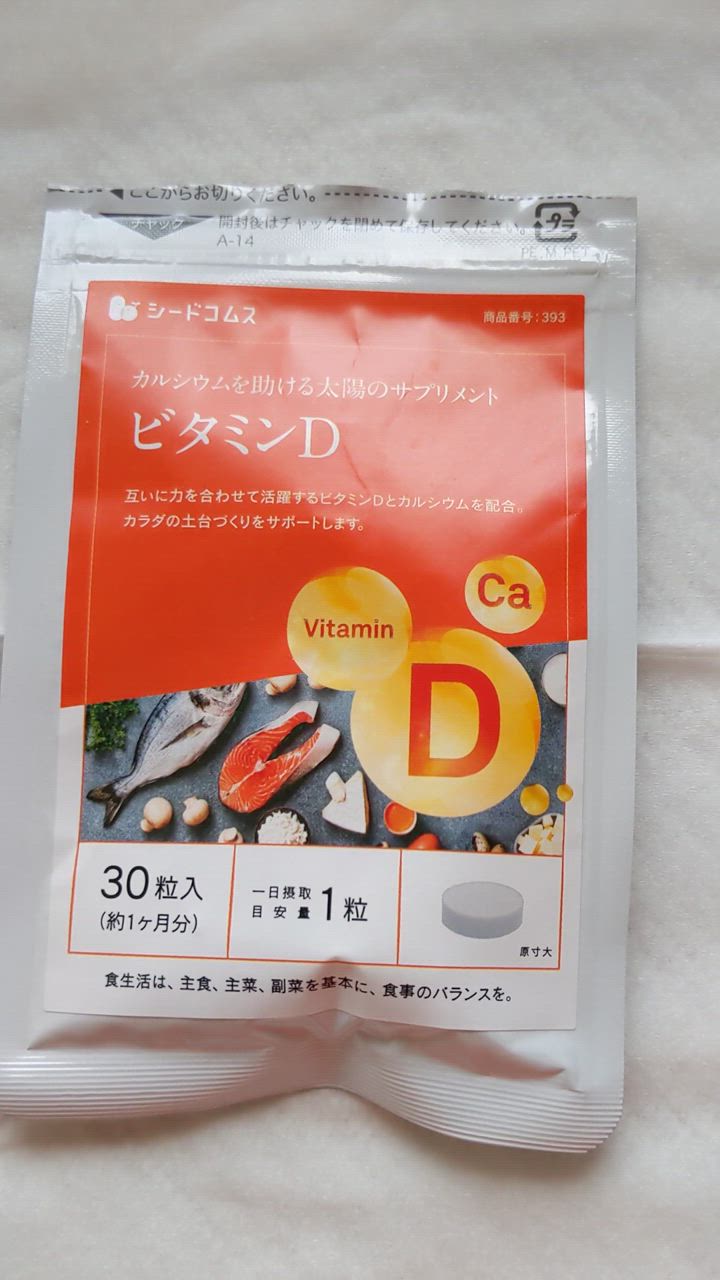 ◀ここからお切りください。
チャック
開封後はチャックを閉めて保存してください。
A-14
プラ
PE, M, PET
シードコムス
商品番号：393
カルシウムを助ける太陽のサプリメント
ビタミンD
互いに力を合わせて活躍するビタミンDとカルシウムを配合。
カラダの土台づくりをサポートします。
Ca
Vitamin
D
30粒入
(約1ヶ月分)
一日摂取
目安量
1粒
原寸大
食生活は、主食、主菜、副菜を基本に、食事のバランスを。